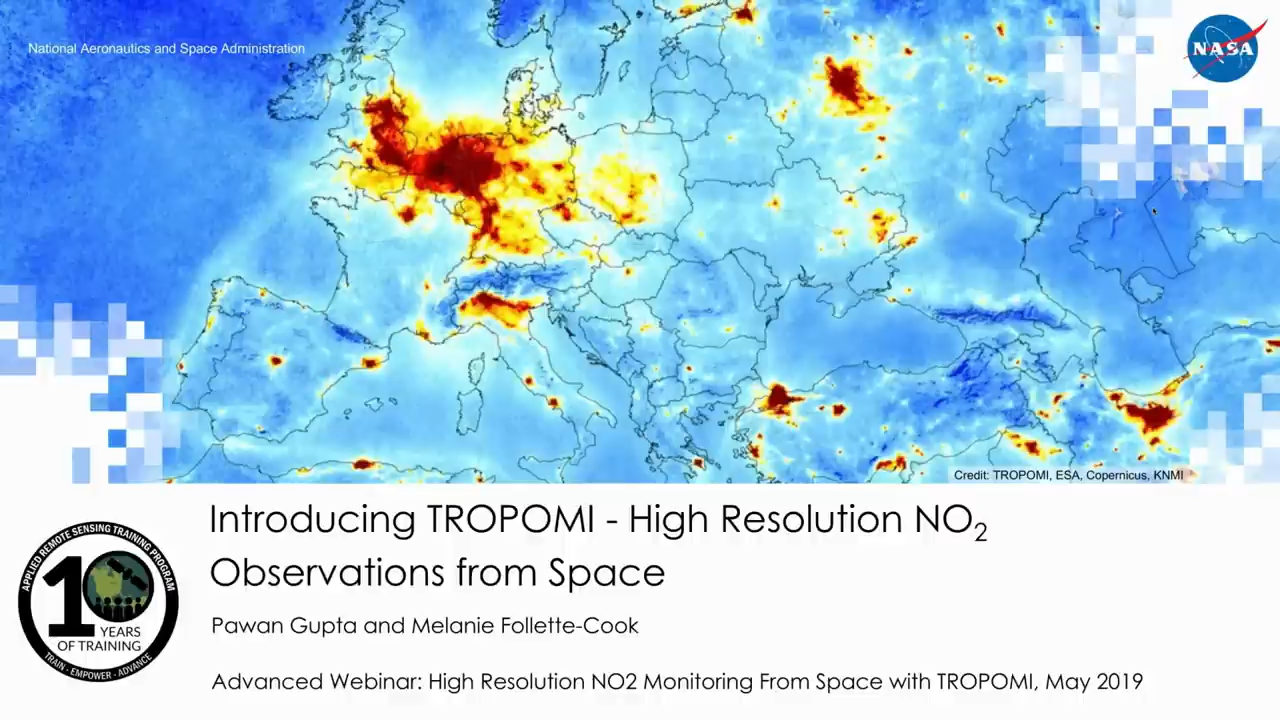 National Aeronautics and Space Administration
NASA
Credit: TROPOMI, ESA, Copernicus, KNMI
Introducing TROPOMI - High Resolution NO₂
Observations from Space
APPLIED REMOTE SENSING TRAINING PROGRAM
10
YEARS
OF TRAINING
TRAIN - EMPOWER - ADVANCE
Pawan Gupta and Melanie Follette-Cook
Advanced Webinar: High Resolution NO2 Monitoring From Space with TROPOMI, May 2019